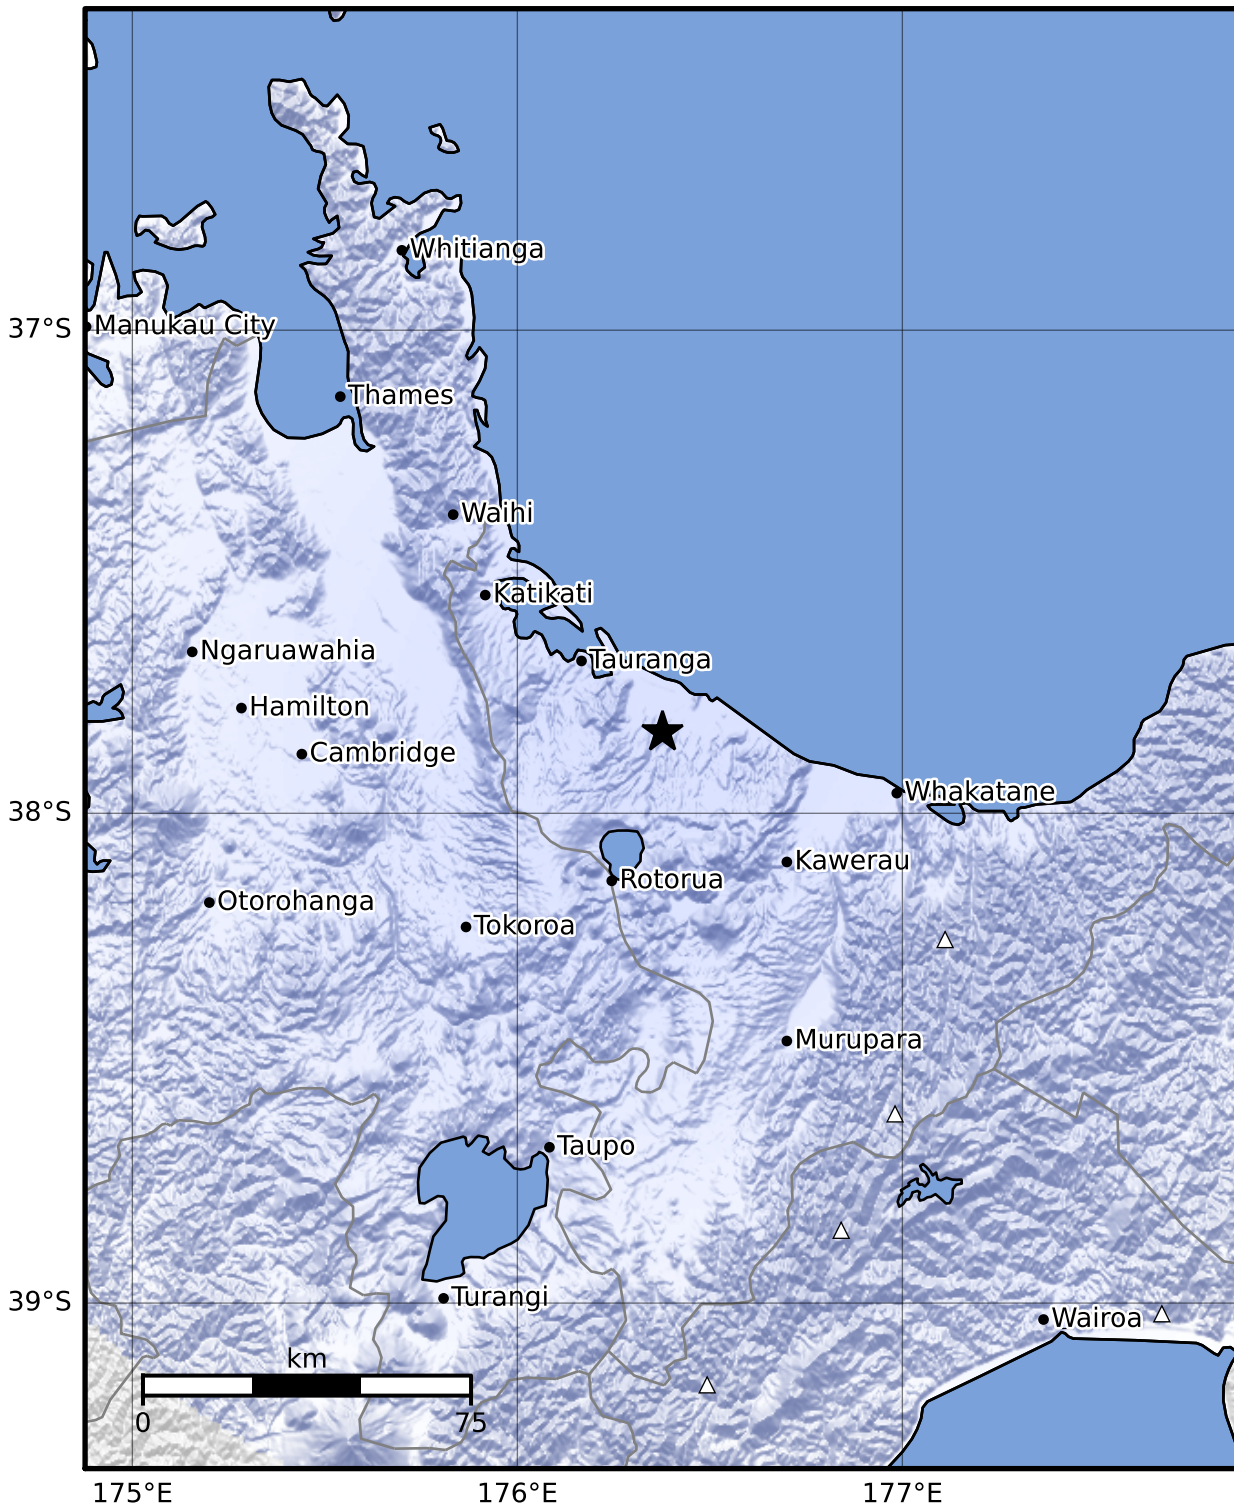 Whitianga
Manukau City
37°S
Thames
Waihi
Katikati
Ngaruawahia
Tauranga
Hamilton
Cambridge
Whakatane
38°S
Kawerau
Rotorua
Otorohanga
Tokoroa
Murupara
Taupo
Turangi
39°S
Wairoa
km
0 75
175°E 176°E 177°E